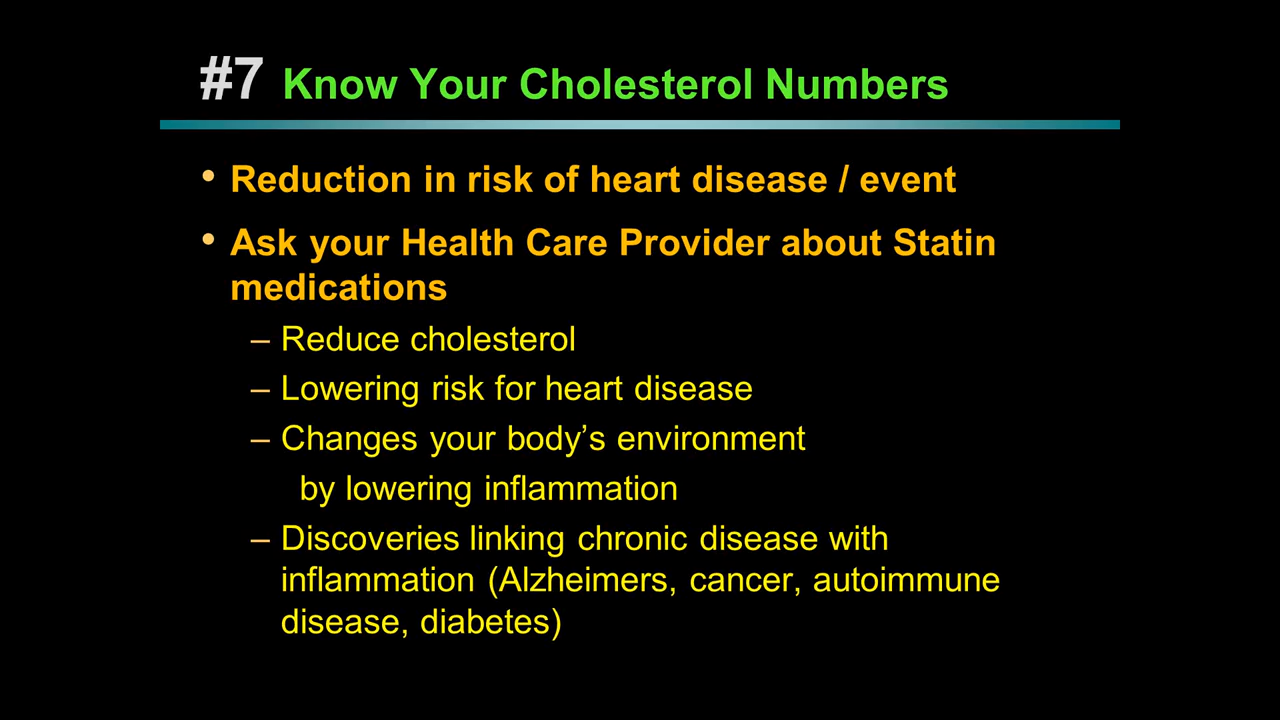 #7 Know Your Cholesterol Numbers
• Reduction in risk of heart disease / event
• Ask your Health Care Provider about Statin
medications
– Reduce cholesterol
– Lowering risk for heart disease
– Changes your body’s environment
by lowering inflammation
– Discoveries linking chronic disease with
inflammation (Alzheimers, cancer, autoimmune
disease, diabetes)